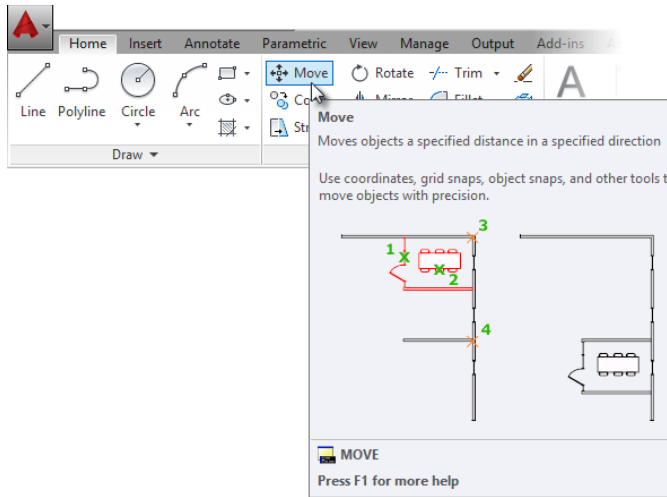 Home Insert Annotate Parametric View Manage Output Add-ins
Move Rotate Trim
Line Polyline Circle Arc
Draw
Move
Moves objects a specified distance in a specified direction
Use coordinates, grid snaps, object snaps, and other tools
move objects with precision.
3
1
2
4
MOVE
Press F1 for more help